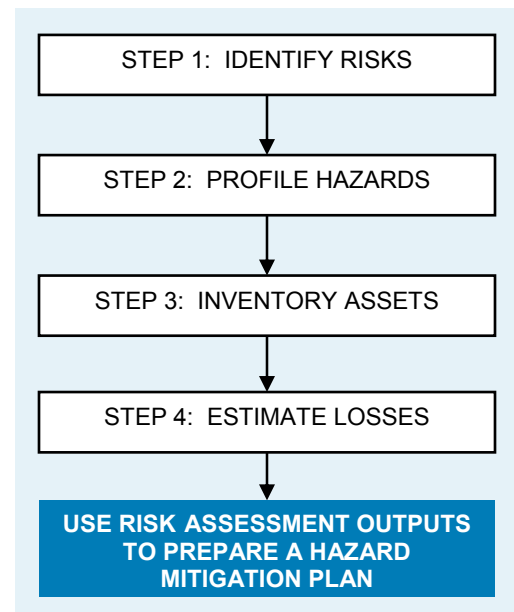 STEP 1: IDENTIFY RISKS
STEP 2: PROFILE HAZARDS
STEP 3: INVENTORY ASSETS
STEP 4: ESTIMATE LOSSES
USE RISK ASSESSMENT OUTPUTS
TO PREPARE A HAZARD
MITIGATION PLAN